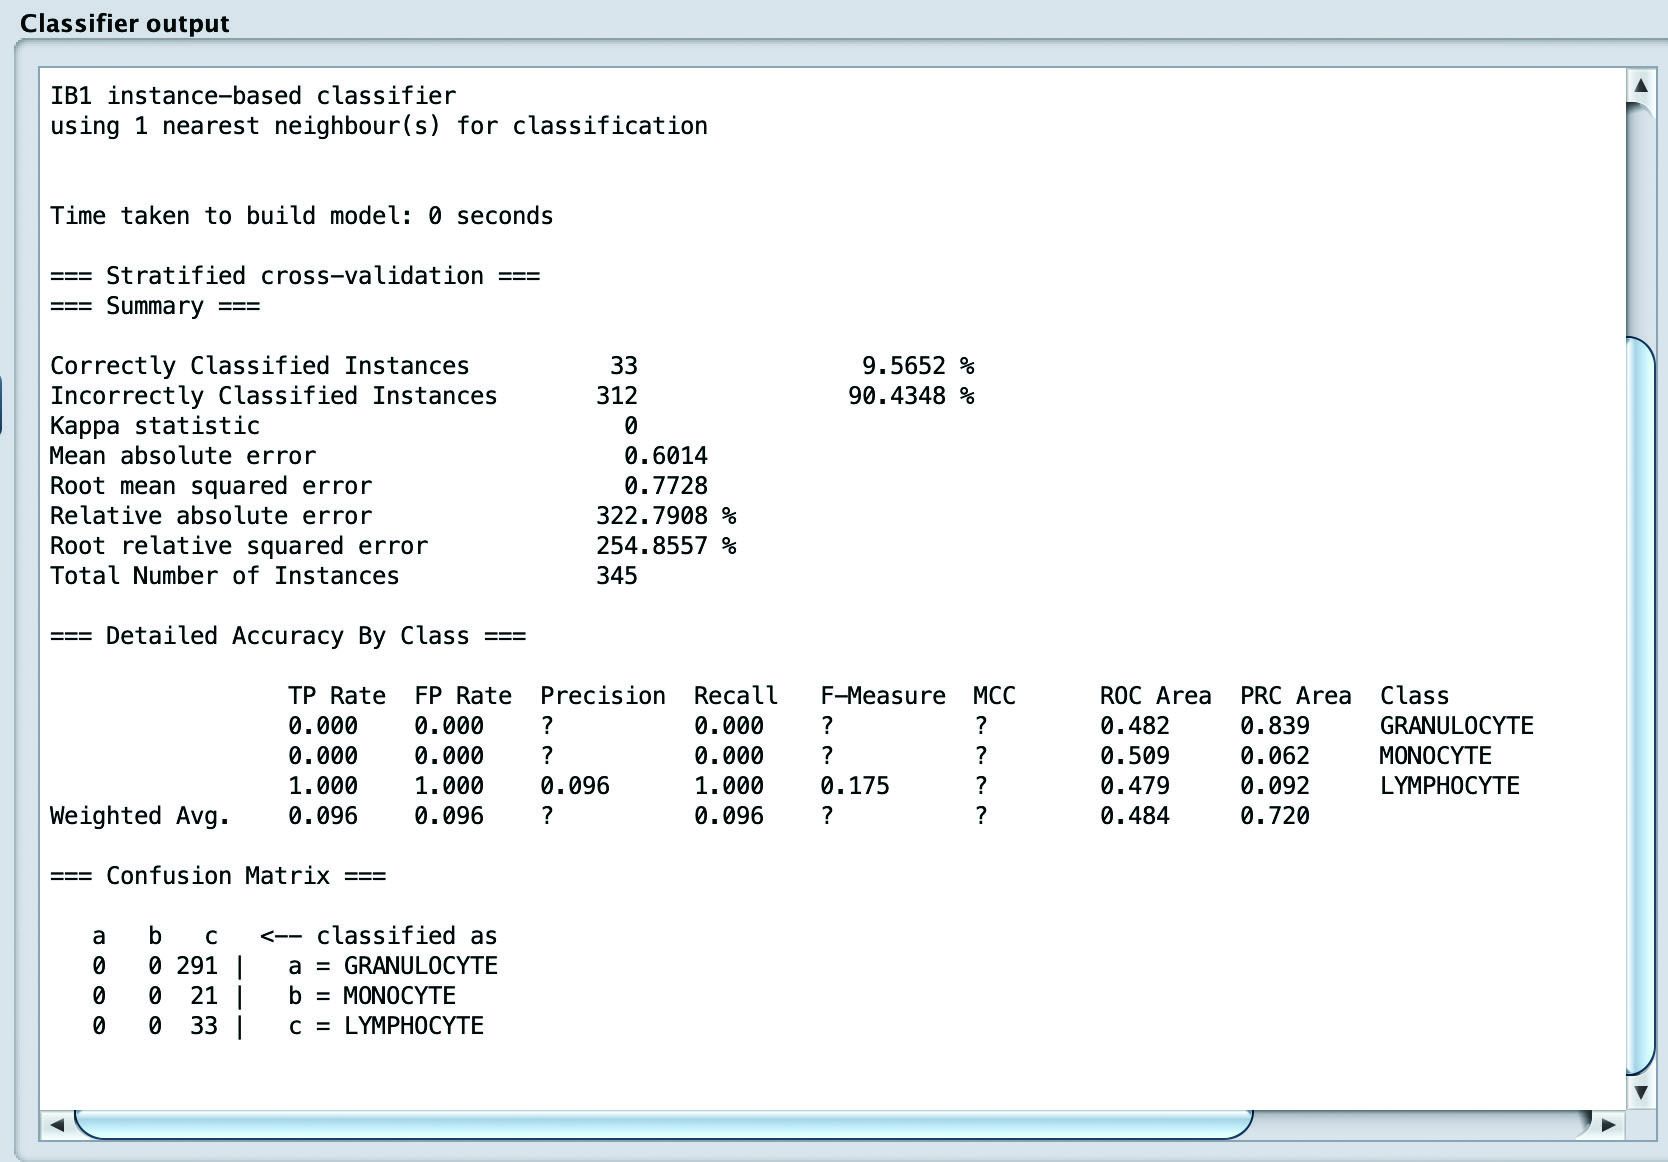 Classifier output
IB1 instance-based classifier
using 1 nearest neighbour(s) for classification
Time taken to build model: 0 seconds
=== Stratified cross-validation ===
=== Summary ===
Correctly Classified Instances 33 9.5652 %
Incorrectly Classified Instances 312 90.4348 %
Kappa statistic 0
Mean absolute error 0.6014
Root mean squared error 0.7728
Relative absolute error 322.7908 %
Root relative squared error 254.8557 %
Total Number of Instances 345
=== Detailed Accuracy By Class ===
TP Rate FP Rate Precision Recall F-Measure MCC ROC Area PRC Area Class
0.000 0.000 ? 0.000 ? ? 0.482 0.839 GRANULOCYTE
0.000 0.000 ? 0.000 ? ? 0.509 0.062 MONOCYTE
1.000 1.000 0.096 1.000 0.175 ? 0.479 0.092 LYMPHOCYTE
Weighted Avg. 0.096 0.096 ? 0.096 ? ? 0.484 0.720
=== Confusion Matrix ===
a b c <-- classified as
0 0 291 | a = GRANULOCYTE
0 0 21 | b = MONOCYTE
0 0 33 | c = LYMPHOCYTE